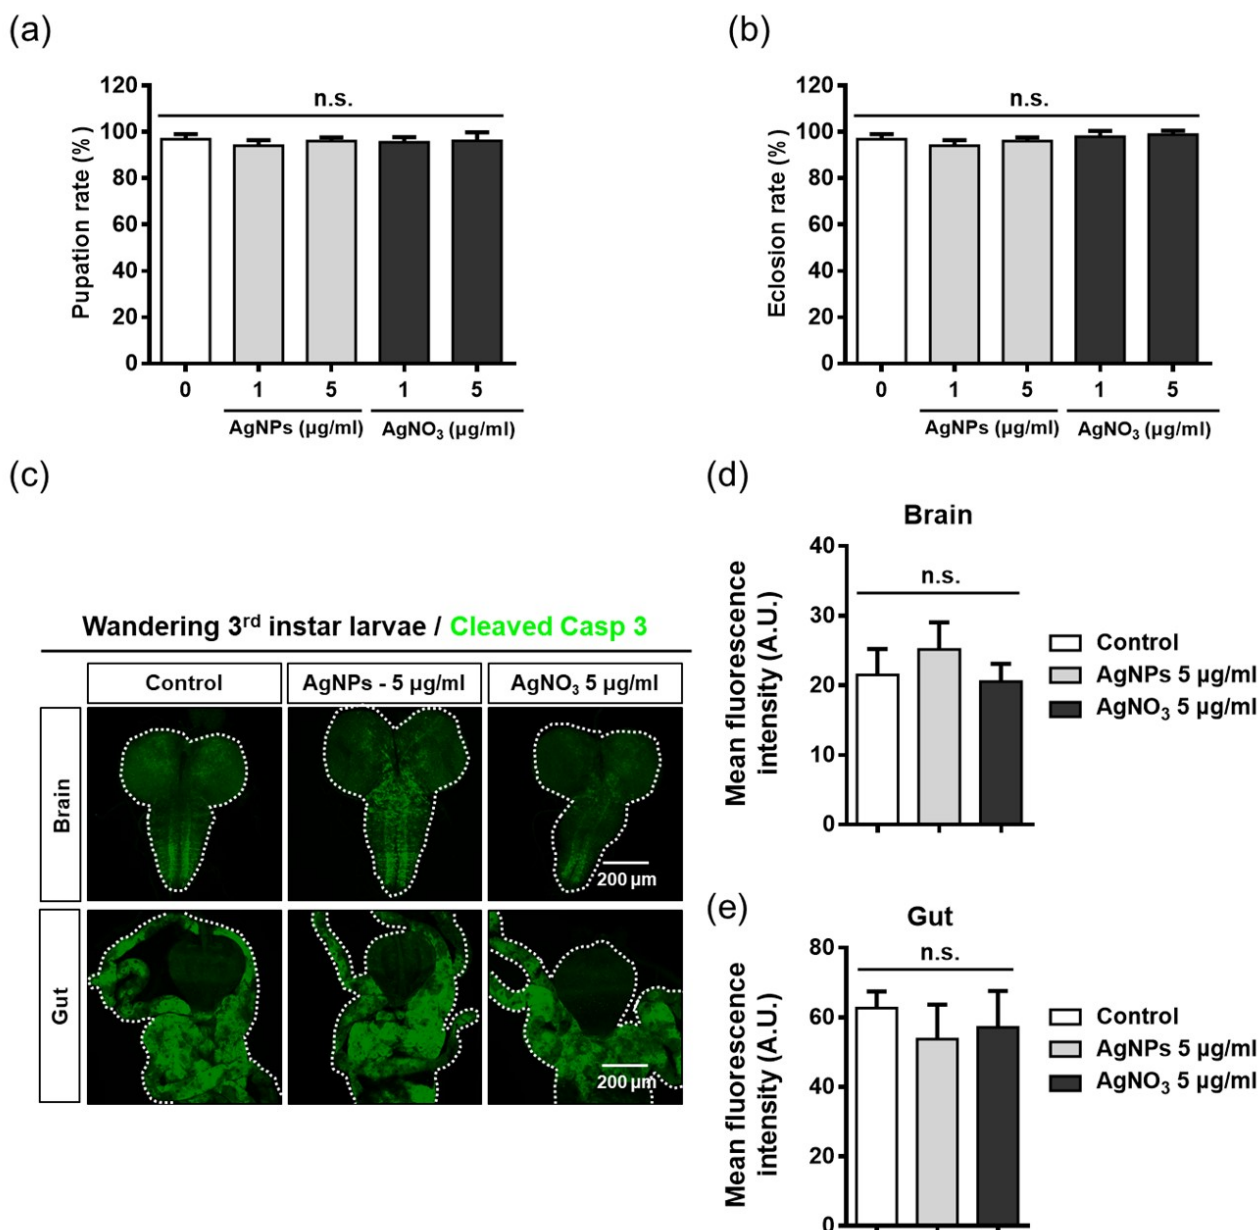 (a)
120
100
80
60
40
20
0
Pupation rate (%)
n.s.
0 1 5 1 5
AgNPs (µg/ml) AgNO₃ (µg/ml)
(b)
120
100
80
60
40
20
0
Eclosion rate (%)
n.s.
0 1 5 1 5
AgNPs (µg/ml) AgNO₃ (µg/ml)
(c)
Wandering 3rd instar larvae / Cleaved Casp 3
Control AgNPs - 5 µg/ml AgNO₃ 5 µg/ml
Brain
200 µm
Gut
200 µm
(d)
Brain
40
30
20
10
0
Mean fluorescence
intensity (A.U.)
n.s.
Control
AgNPs 5 µg/ml
AgNO₃ 5 µg/ml
(e)
Gut
80
60
40
20
0
Mean fluorescence
intensity (A.U.)
n.s.
Control
AgNPs 5 µg/ml
AgNO₃ 5 µg/ml